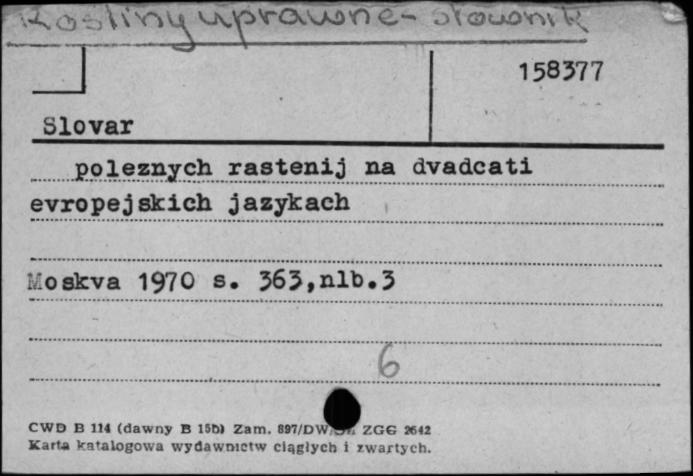 Rośliny uprawne - słownik
158377
Slovar
poleznych rastenij na dvadcati
evropejskich jazykach
Moskva 1970 s. 363,nlb.3
6
CWD B 114 (dawny B 15b) Zam. 897/DW ZGG 2642
Karta katalogowa wydawnictw ciągłych i zwartych.